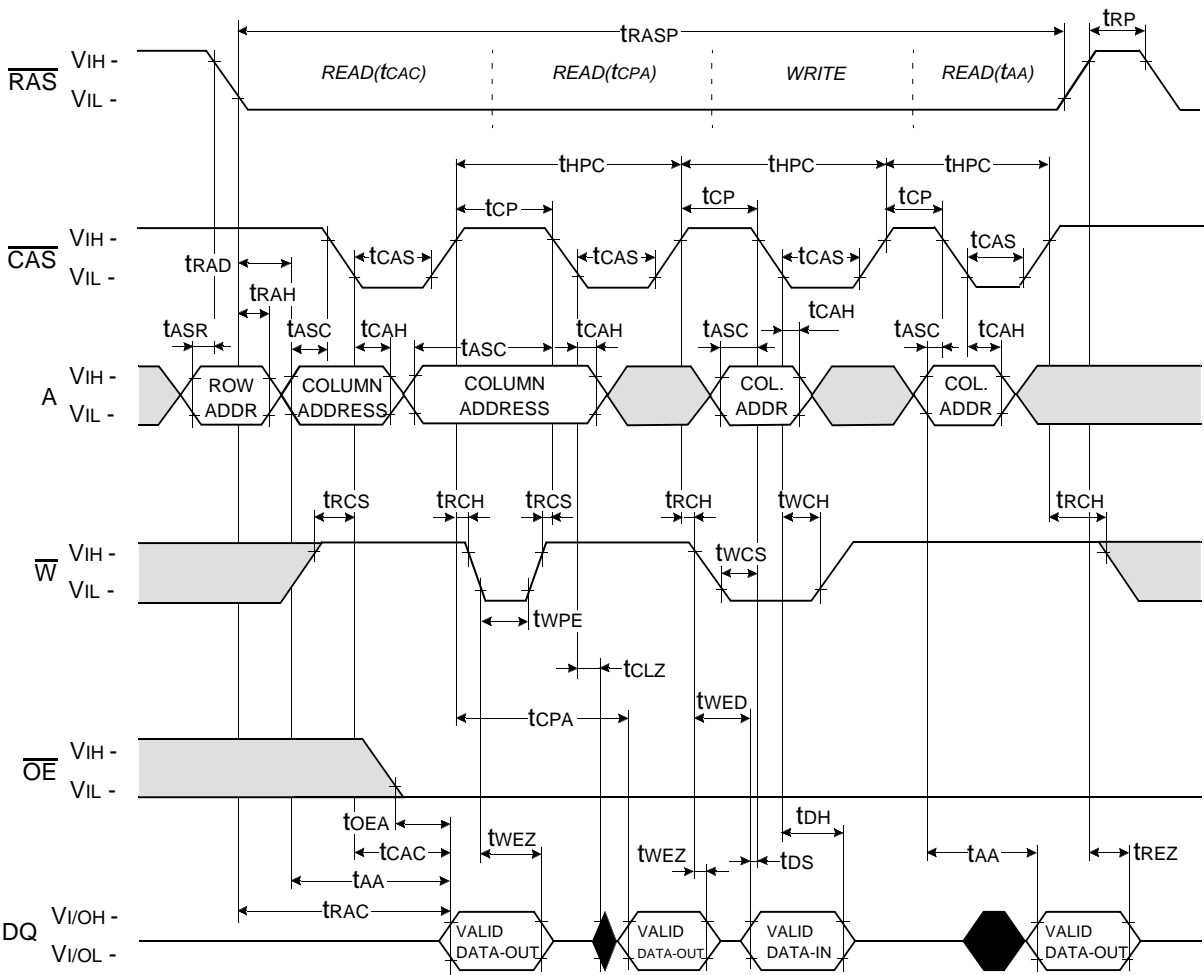 tRASP
tRP
RAS
VIH -
VIL -
READ(tCAC)
READ(tCPA)
WRITE
READ(tAA)
tHPC
tHPC
tHPC
tCP
tCP
tCP
CAS
VIH -
VIL -
tCAS
tCAS
tCAS
tCAS
tRAD
tRAH
tASR
tASC
tCAH
tASC
tCAH
tASC
tCAH
tASC
tCAH
A
VIH -
VIL -
ROW
ADDR
COLUMN
ADDRESS
COLUMN
ADDRESS
COL.
ADDR
COL.
ADDR
tRCS
tRCH
tRCS
tRCH
tWCH
tRCH
W
VIH -
VIL -
tWCS
tWPE
tCLZ
tWED
tCPA
OE
VIH -
VIL -
tOEA
tCAC
tAA
tRAC
tWEZ
tWEZ
tDH
tDS
tAA
tREZ
DQ
VI/OH -
VI/OL -
VALID
DATA-OUT
VALID
DATA-OUT
VALID
DATA-IN
VALID
DATA-OUT